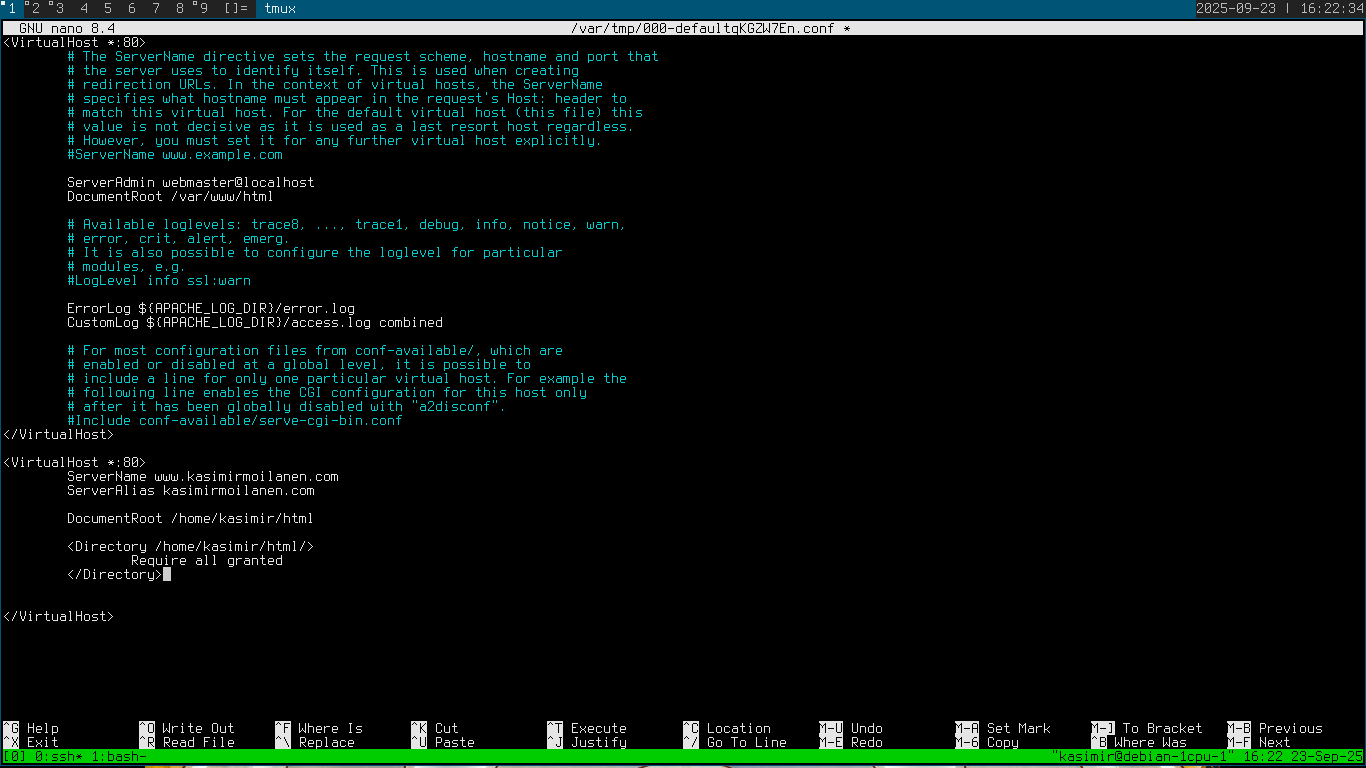 1 2 3 4 5 6 7 8 9 []= tmux 2025-09-23 | 16:22:34
GNU nano 8.4 /var/tmp/000-defaultqKGZW7En.conf *
<VirtualHost *:80>
# The ServerName directive sets the request scheme, hostname and port that
# the server uses to identify itself. This is used when creating
# redirection URLs. In the context of virtual hosts, the ServerName
# specifies what hostname must appear in the request's Host: header to
# match this virtual host. For the default virtual host (this file) this
# value is not decisive as it is used as a last resort host regardless.
# However, you must set it for any further virtual host explicitly.
#ServerName www.example.com
ServerAdmin webmaster@localhost
DocumentRoot /var/www/html
# Available loglevels: trace8, ..., trace1, debug, info, notice, warn,
# error, crit, alert, emerg.
# It is also possible to configure the loglevel for particular
# modules, e.g.
#LogLevel info ssl:warn
ErrorLog ${APACHE_LOG_DIR}/error.log
CustomLog ${APACHE_LOG_DIR}/access.log combined
# For most configuration files from conf-available/, which are
# enabled or disabled at a global level, it is possible to
# include a line for only one particular virtual host. For example the
# following line enables the CGI configuration for this host only
# after it has been globally disabled with "a2disconf".
#Include conf-available/serve-cgi-bin.conf
</VirtualHost>
<VirtualHost *:80>
ServerName www.kasimirmoilanen.com
ServerAlias kasimirmoilanen.com
DocumentRoot /home/kasimir/html
<Directory /home/kasimir/html/>
Require all granted
</Directory>
</VirtualHost>
^G Help ^O Write Out ^F Where Is ^K Cut ^T Execute ^C Location M-U Undo M-A Set Mark M-] To Bracket M-B Previous
^X Exit ^R Read File ^\ Replace ^U Paste ^J Justify ^/ Go To Line M-E Redo M-6 Copy ^B Where Was M-F Next
[0] 0:ssh* 1:bash- "kasimir@debian-1cpu-1" 16:22 23-Sep-25